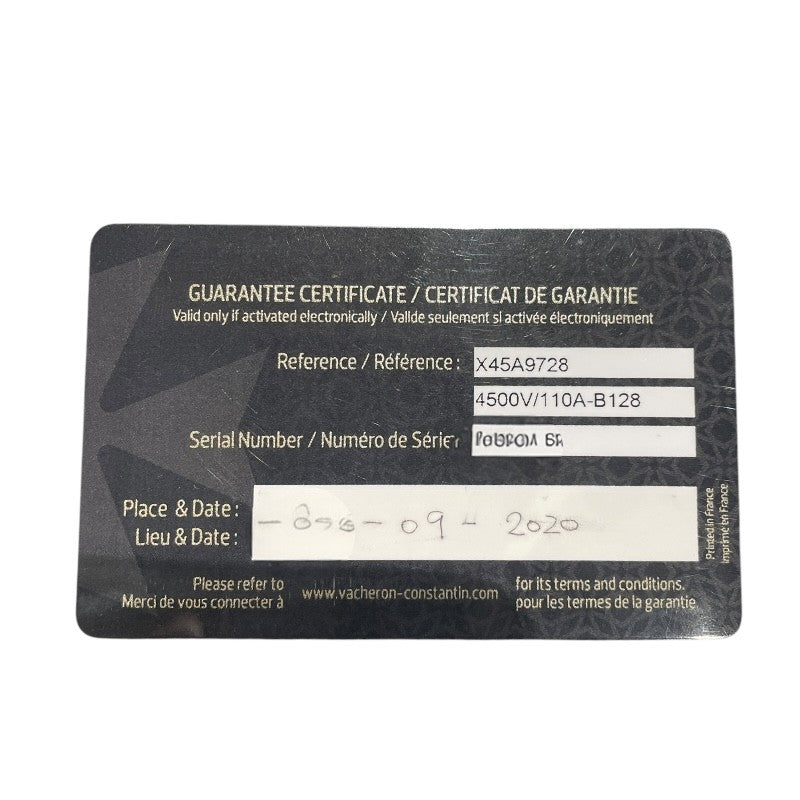 GUARANTEE CERTIFICATE / CERTIFICAT DE GARANTIE
Valid only if activated electronically / Valide seulement si activée électroniquement
Reference / Référence : X45A9728
4500V/110A-B128
Serial Number / Numéro de Série
Place & Date :
Lieu & Date :
- 09 - 2020
Printed in France
Imprimé en France
Please refer to www.vacheron-constantin.com for its terms and conditions.
Merci de vous connecter à pour les termes de la garantie